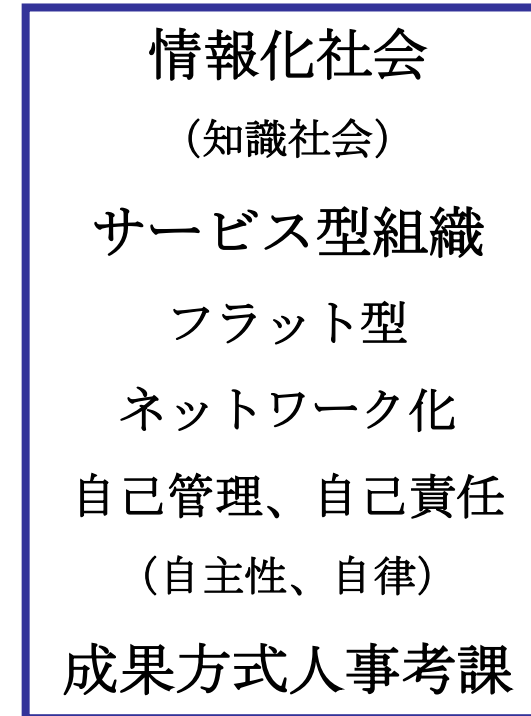 情報化社会
（知識社会）
サービス型組織
フラット型
ネットワーク化
自己管理、自己責任
（自主性、自律）
成果方式人事考課